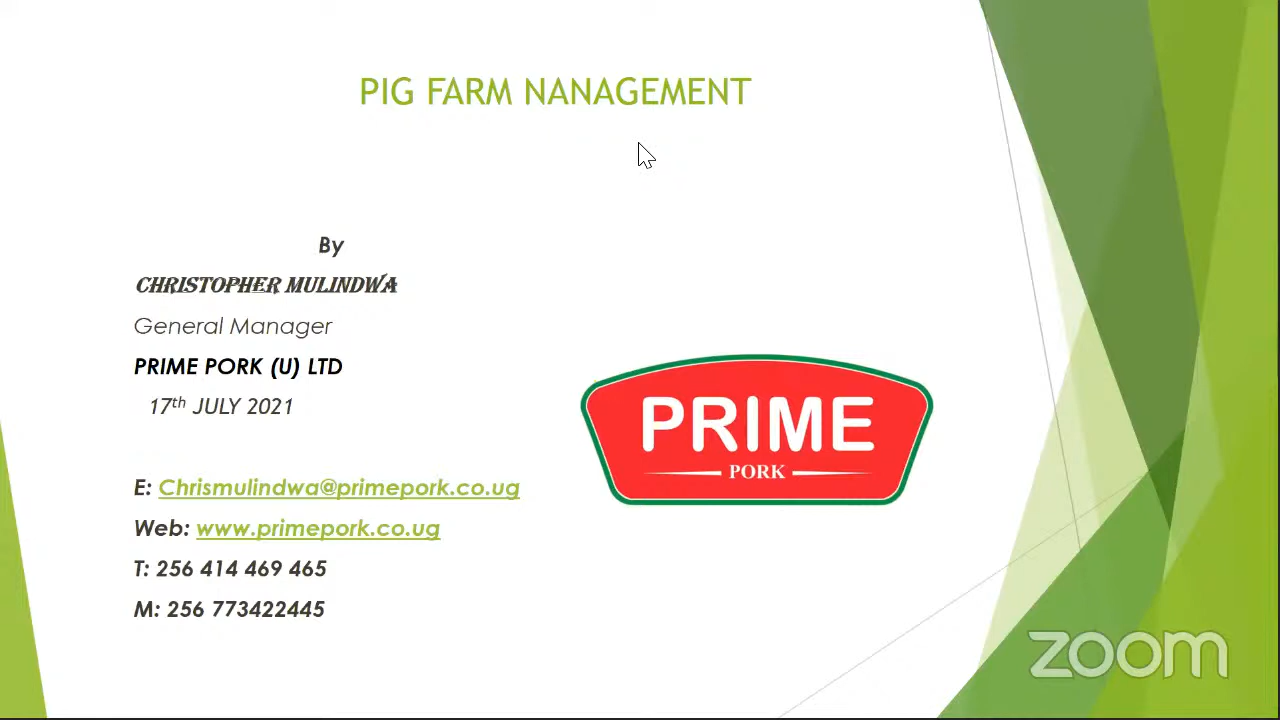 PIG FARM NANAGEMENT
By
CHRISTOPHER MULINDWA
General Manager
PRIME PORK (U) LTD
17th JULY 2021
E: Chrismulindwa@primepork.co.ug
Web: www.primepork.co.ug
T: 256 414 469 465
M: 256 773422445
PRIME
PORK
zoom